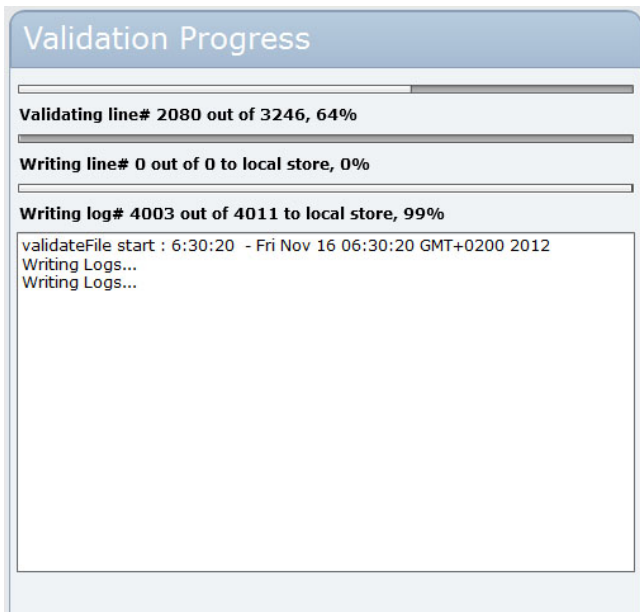 Validation Progress
Validating line# 2080 out of 3246, 64%
Writing line# 0 out of 0 to local store, 0%
Writing log# 4003 out of 4011 to local store, 99%
validateFile start : 6:30:20  - Fri Nov 16 06:30:20 GMT+0200 2012
Writing Logs...
Writing Logs...